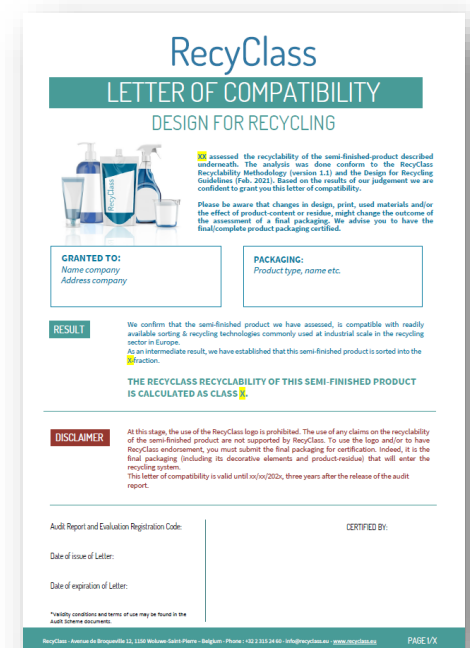 RecyClass
LETTER OF COMPATIBILITY
DESIGN FOR RECYCLING
XX assessed the recyclability of the semi-finished-product described
underneath. The analysis was done conform to the RecyClass
Recyclability Methodology (version 1.1) and the Design for Recycling
Guidelines (Feb. 2021). Based on the results of our judgement we are
confident to grant you this letter of compatibility.
Please be aware that changes in design, print, used materials and/or
the effect of product-content or residue, might change the outcome of
the assessment of a final packaging. We advise you to have the
final/complete product packaging certified.
RecyClass
GRANTED TO:
Name company
Address company
PACKAGING:
Product type, name etc.
RESULT
We confirm that the semi-finished product we have assessed, is compatible with readily
available sorting & recycling technologies commonly used at industrial scale in the recycling
sector in Europe.
As an intermediate result, we have established that this semi-finished product is sorted into the
X-fraction.
THE RECYCLASS RECYCLABILITY OF THIS SEMI-FINISHED PRODUCT
IS CALCULATED AS CLASS X.
DISCLAIMER
At this stage, the use of the RecyClass logo is prohibited. The use of any claims on the recyclability
of the semi-finished product are not supported by RecyClass. To use the logo and/or to have
RecyClass endorsement, you must submit the final packaging for certification. Indeed, it is the
final packaging (including its decorative elements and product-residue) that will enter the
recycling system.
This letter of compatibility is valid until xx/xx/202x, three years after the release of the audit
report.
Audit Report and Evaluation Registration Code:
CERTIFIED BY:
Date of issue of Letter:
Date of expiration of Letter:
*Validity conditions and terms of use may be found in the
Audit Scheme documents.
RecyClass - Avenue de Broqueville 12, 1150 Woluwe-Saint-Pierre – Belgium - Phone : +32 2 315 24 60 - info@recyclass.eu - www.recyclass.eu PAGE 1/X